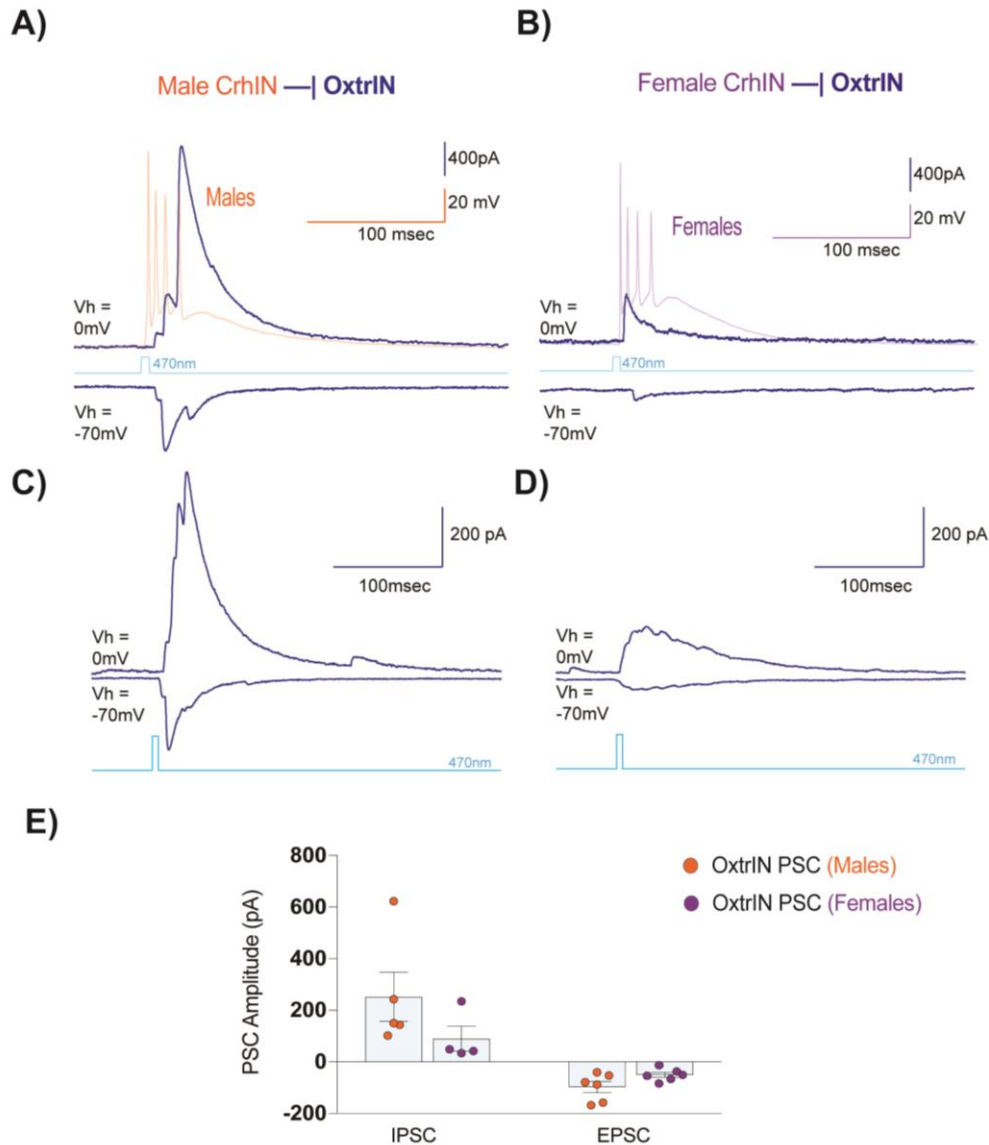 A)
Male CrhIN —| OxtrIN
Males
400pA
20 mV
100 msec
Vh =
0mV
470nm
Vh =
-70mV
B)
Female CrhIN —| OxtrIN
Females
400pA
20 mV
100 msec
Vh =
0mV
470nm
Vh =
-70mV
C)
200 pA
100msec
Vh =
0mV
Vh =
-70mV
470nm
D)
200 pA
100msec
Vh =
0mV
Vh =
-70mV
470nm
E)
PSC Amplitude (pA)
800
600
400
200
0
-200
IPSC
EPSC
OxtrIN PSC (Males)
OxtrIN PSC (Females)